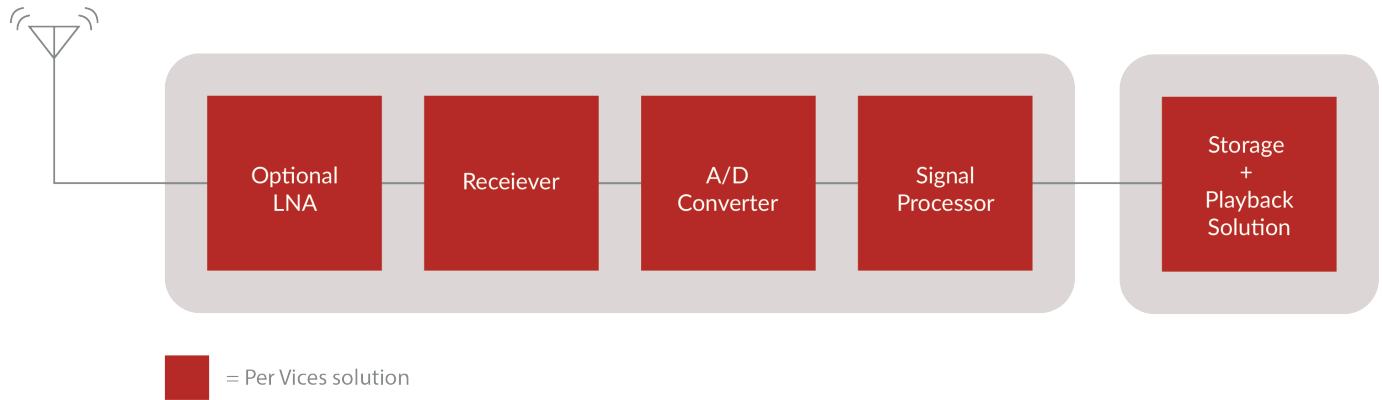 Optional
LNA
Receiever
A/D
Converter
Signal
Processor
Storage
+
Playback
Solution
= Per Vices solution